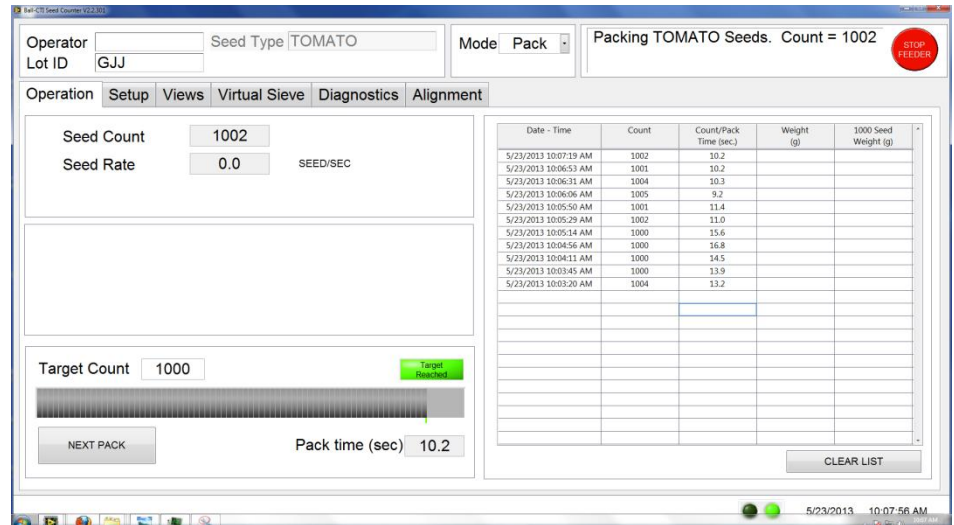 Ball-CTI Seed Counter V2.2.301
Operator
Seed Type TOMATO
Mode Pack
Packing TOMATO Seeds. Count = 1002
STOP FEEDER
Lot ID GJJ
Operation Setup Views Virtual Sieve Diagnostics Alignment
Seed Count 1002
Seed Rate 0.0 SEED/SEC
Target Count 1000
Target Reached
NEXT PACK
Pack time (sec) 10.2
Date - Time Count Count/Pack Time (sec.) Weight (g) 1000 Seed Weight (g)
5/23/2013 10:07:19 AM 1002 10.2
5/23/2013 10:06:53 AM 1001 10.2
5/23/2013 10:06:31 AM 1004 10.3
5/23/2013 10:06:06 AM 1005 9.2
5/23/2013 10:05:50 AM 1001 11.4
5/23/2013 10:05:29 AM 1002 11.0
5/23/2013 10:05:14 AM 1000 15.6
5/23/2013 10:04:56 AM 1000 16.8
5/23/2013 10:04:11 AM 1000 14.5
5/23/2013 10:03:45 AM 1000 13.9
5/23/2013 10:03:20 AM 1004 13.2
CLEAR LIST
5/23/2013 10:07:56 AM